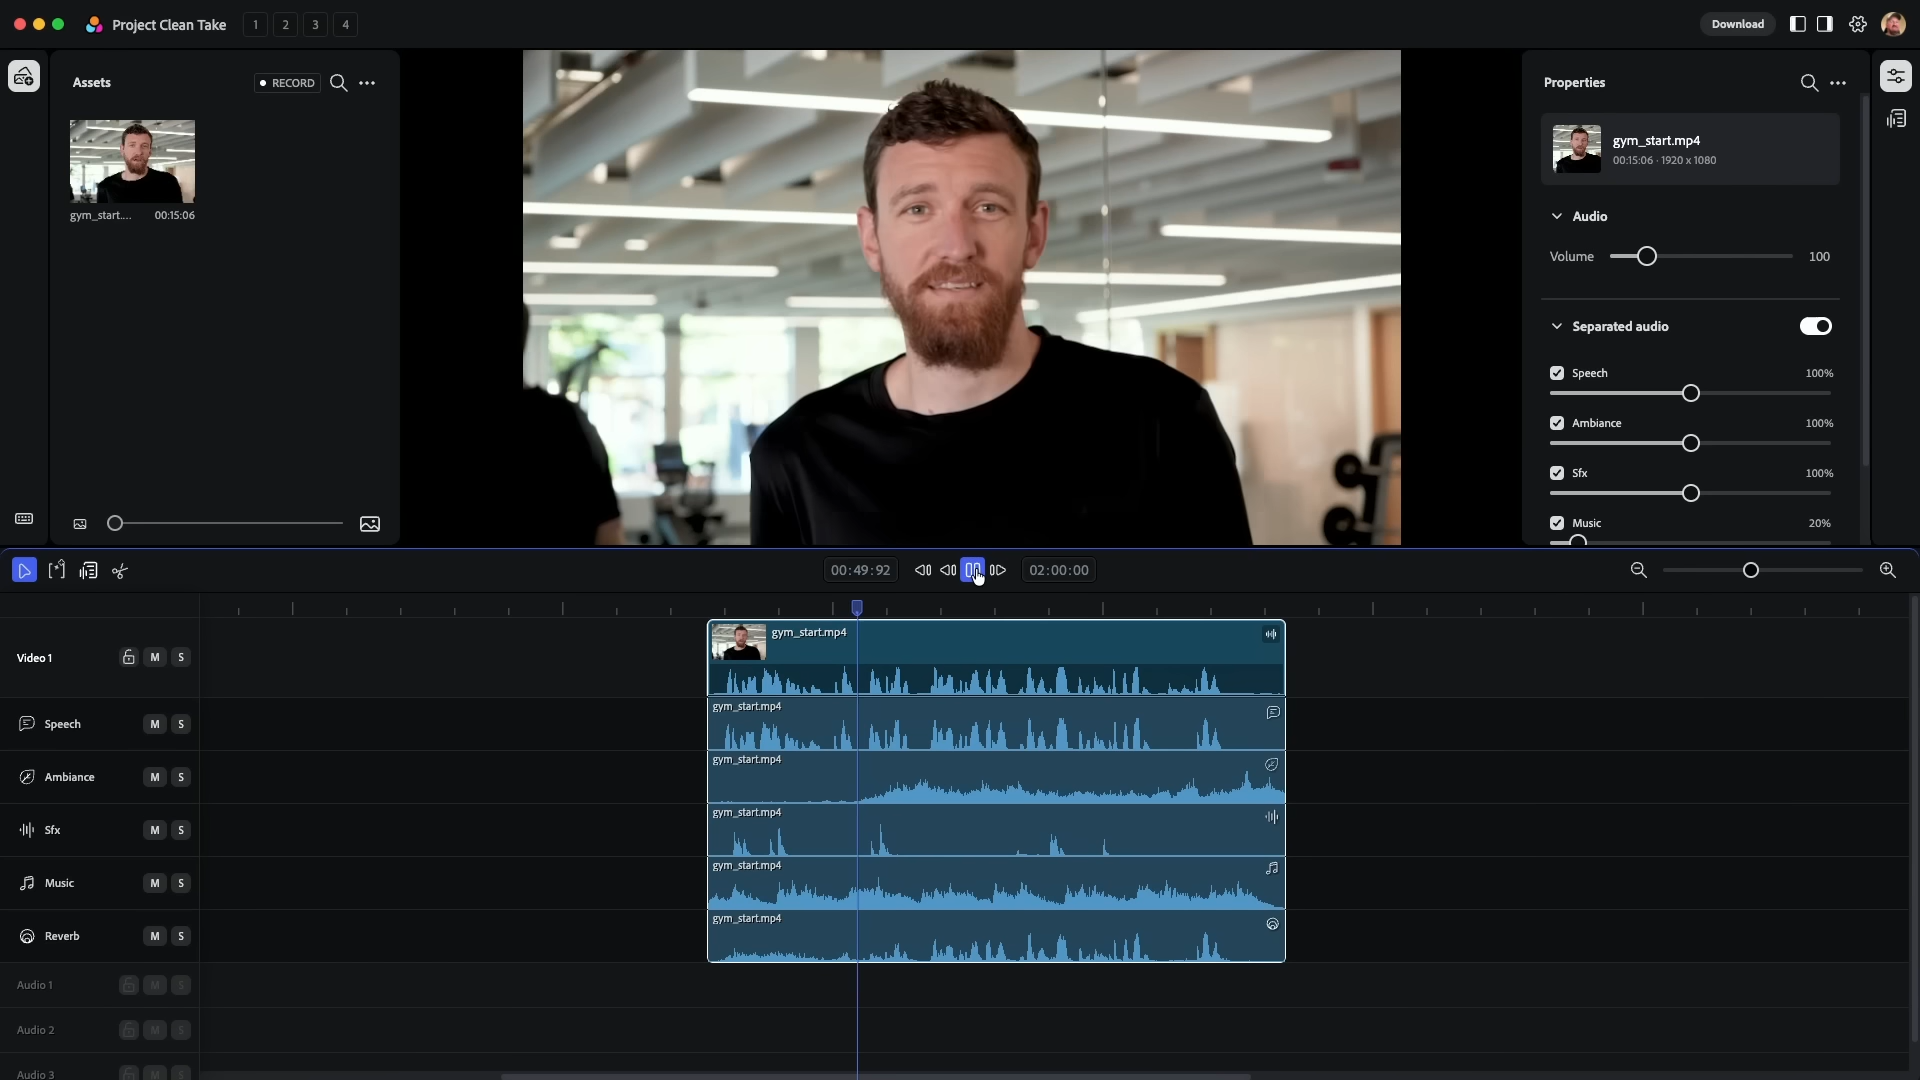 Project Clean Take
1
2
3
4
Download
Assets
RECORD
gym_start....
00:15:06
Properties
gym_start.mp4
00:15:06 · 1920 x 1080
Audio
Volume
100
Separated audio
Speech
100%
Ambiance
100%
Sfx
100%
Music
20%
00:49:92
02:00:00
Video 1
M
S
gym_start.mp4
Speech
M
S
gym_start.mp4
Ambiance
M
S
gym_start.mp4
Sfx
M
S
gym_start.mp4
Music
M
S
gym_start.mp4
Reverb
M
S
gym_start.mp4
Audio 1
M
S
Audio 2
M
S
Audio 3
M
S